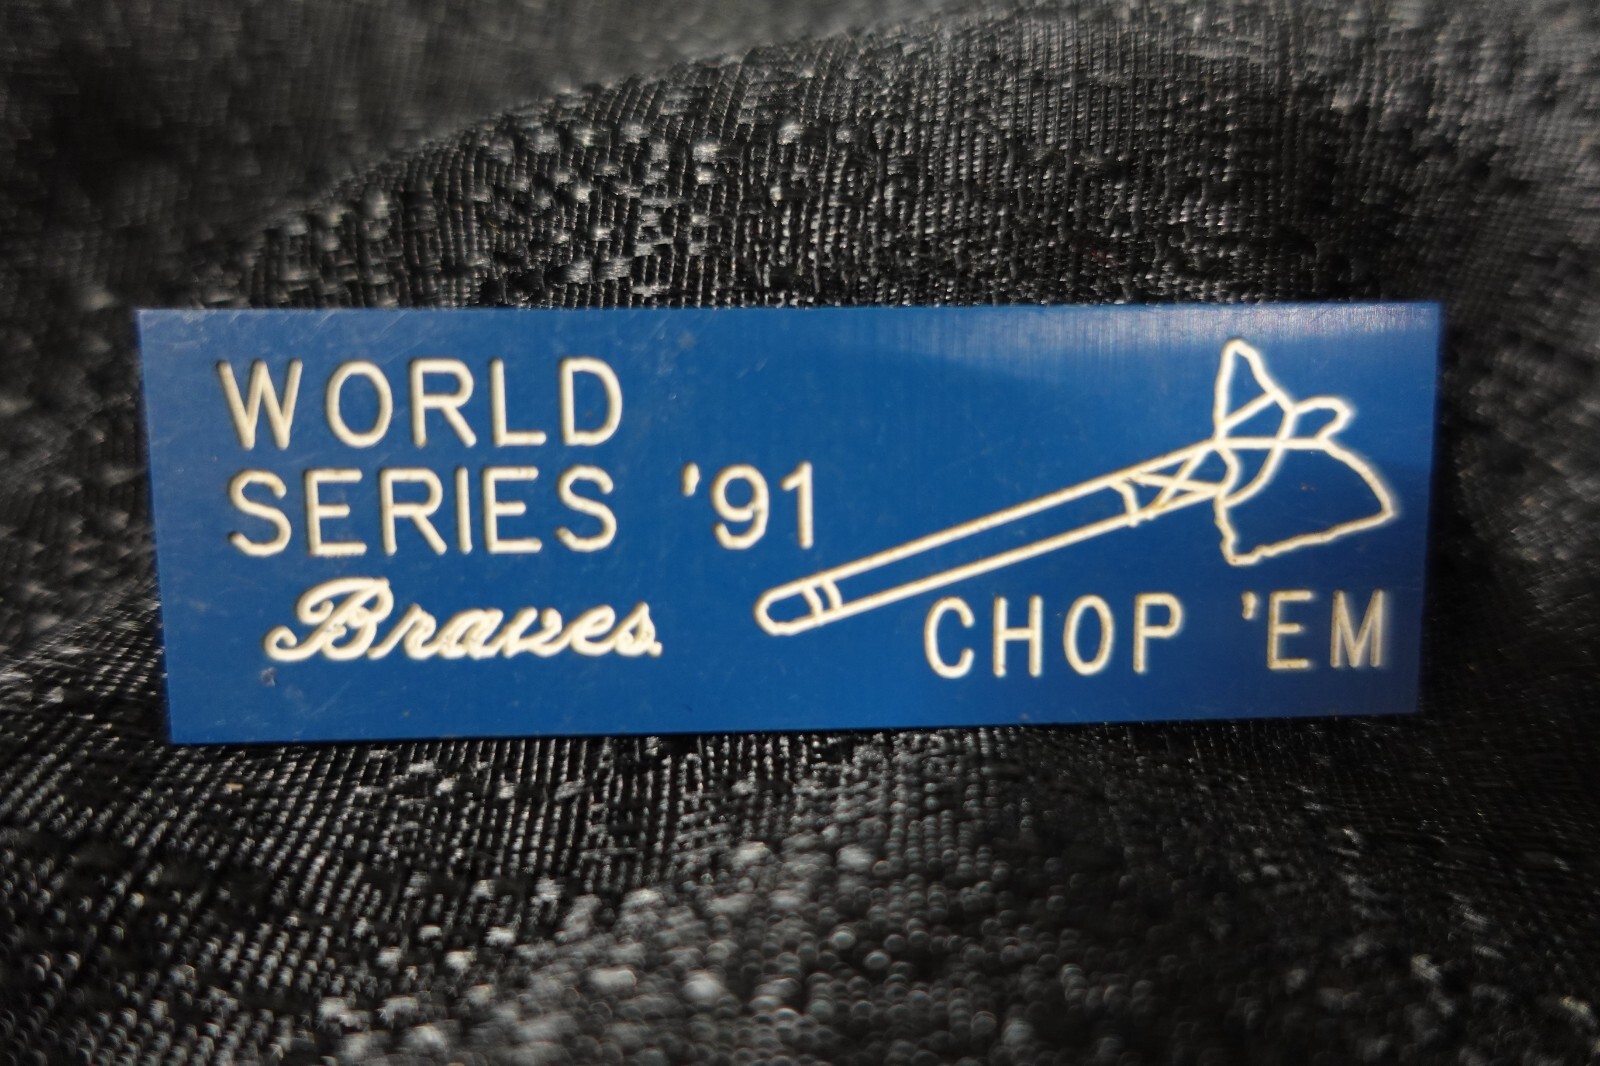 WORLD
SERIES '91
Braves
CHOP 'EM